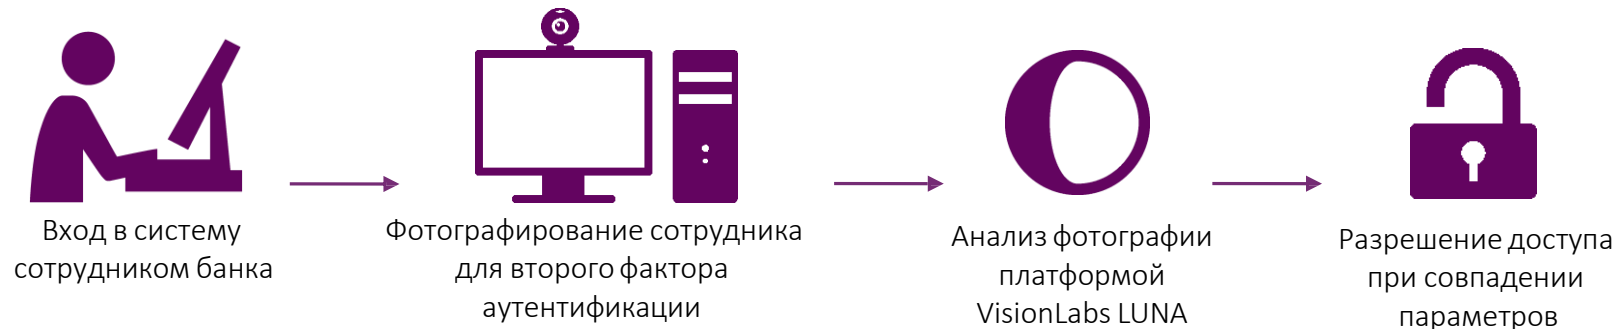 Вход в систему
сотрудником банка
Фотографирование сотрудника
для второго фактора
аутентификации
Анализ фотографии
платформой
VisionLabs LUNA
Разрешение доступа
при совпадении
параметров